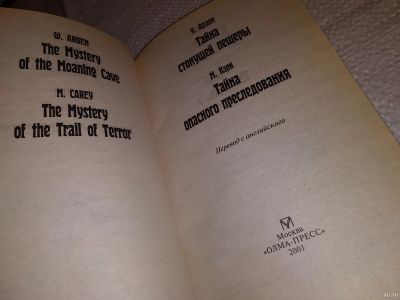 W. ARDEN
The Mystery
of the Moaning Cave
M. CAREY
The Mystery
of the Trail of Terror
У. Арден
Тайна
стонущей пещеры
М. Кэри
Тайна
опасного преследования
Перевод с английского
Москва
«ОЛМА-ПРЕСС»
2001